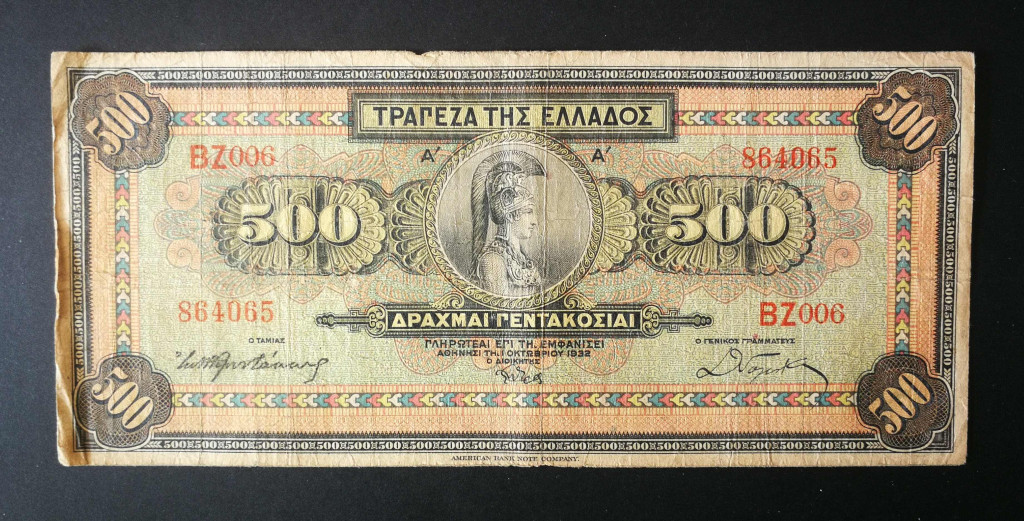 500 500
ΤΡΑΠΕΖΑ ΤΗΣ ΕΛΛΑΔΟΣ
ΒΖ006 Α΄ Α΄ 864065
500 500
864065 ΔΡΑΧΜΑΙ ΠΕΝΤΑΚΟΣΙΑΙ ΒΖ006
ΠΛΗΡΩΤΕΑΙ ΕΠΙ ΤΗ, ΕΜΦΑΝΙΣΕΙ
ΑΘΗΝΗΣΙ ΤΗ, 1 ΟΚΤΩΒΡΙΟΥ 1932
Ο ΤΑΜΙΑΣ Ο ΔΙΟΙΚΗΤΗΣ Ο ΓΕΝΙΚΟΣ ΓΡΑΜΜΑΤΕΥΣ
500 500
AMERICAN BANK NOTE COMPANY.